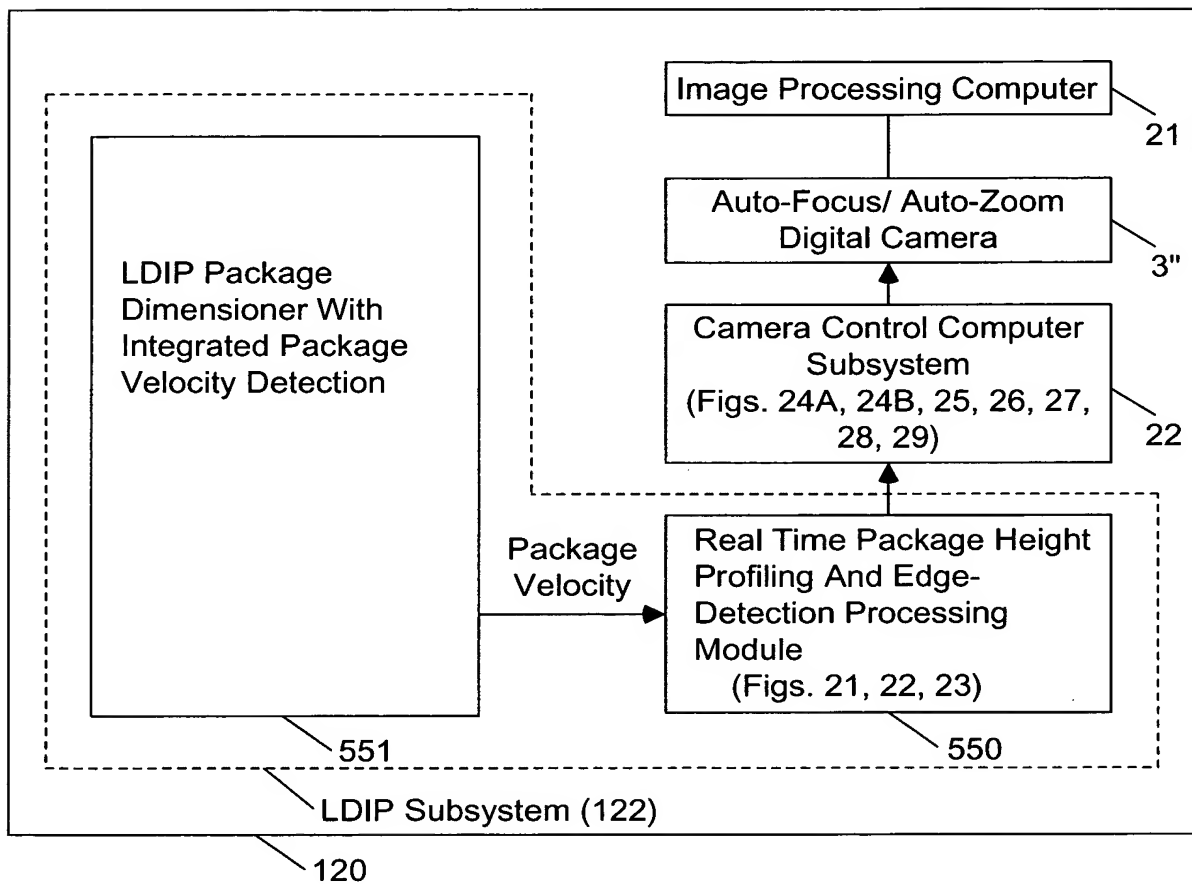 Image Processing Computer
21
Auto-Focus/ Auto-Zoom
Digital Camera
3"
LDIP Package
Dimensioner With
Integrated Package
Velocity Detection
Camera Control Computer
Subsystem
(Figs. 24A, 24B, 25, 26, 27,
28, 29)
22
Package
Velocity
Real Time Package Height
Profiling And Edge-
Detection Processing
Module
(Figs. 21, 22, 23)
551
550
LDIP Subsystem (122)
120